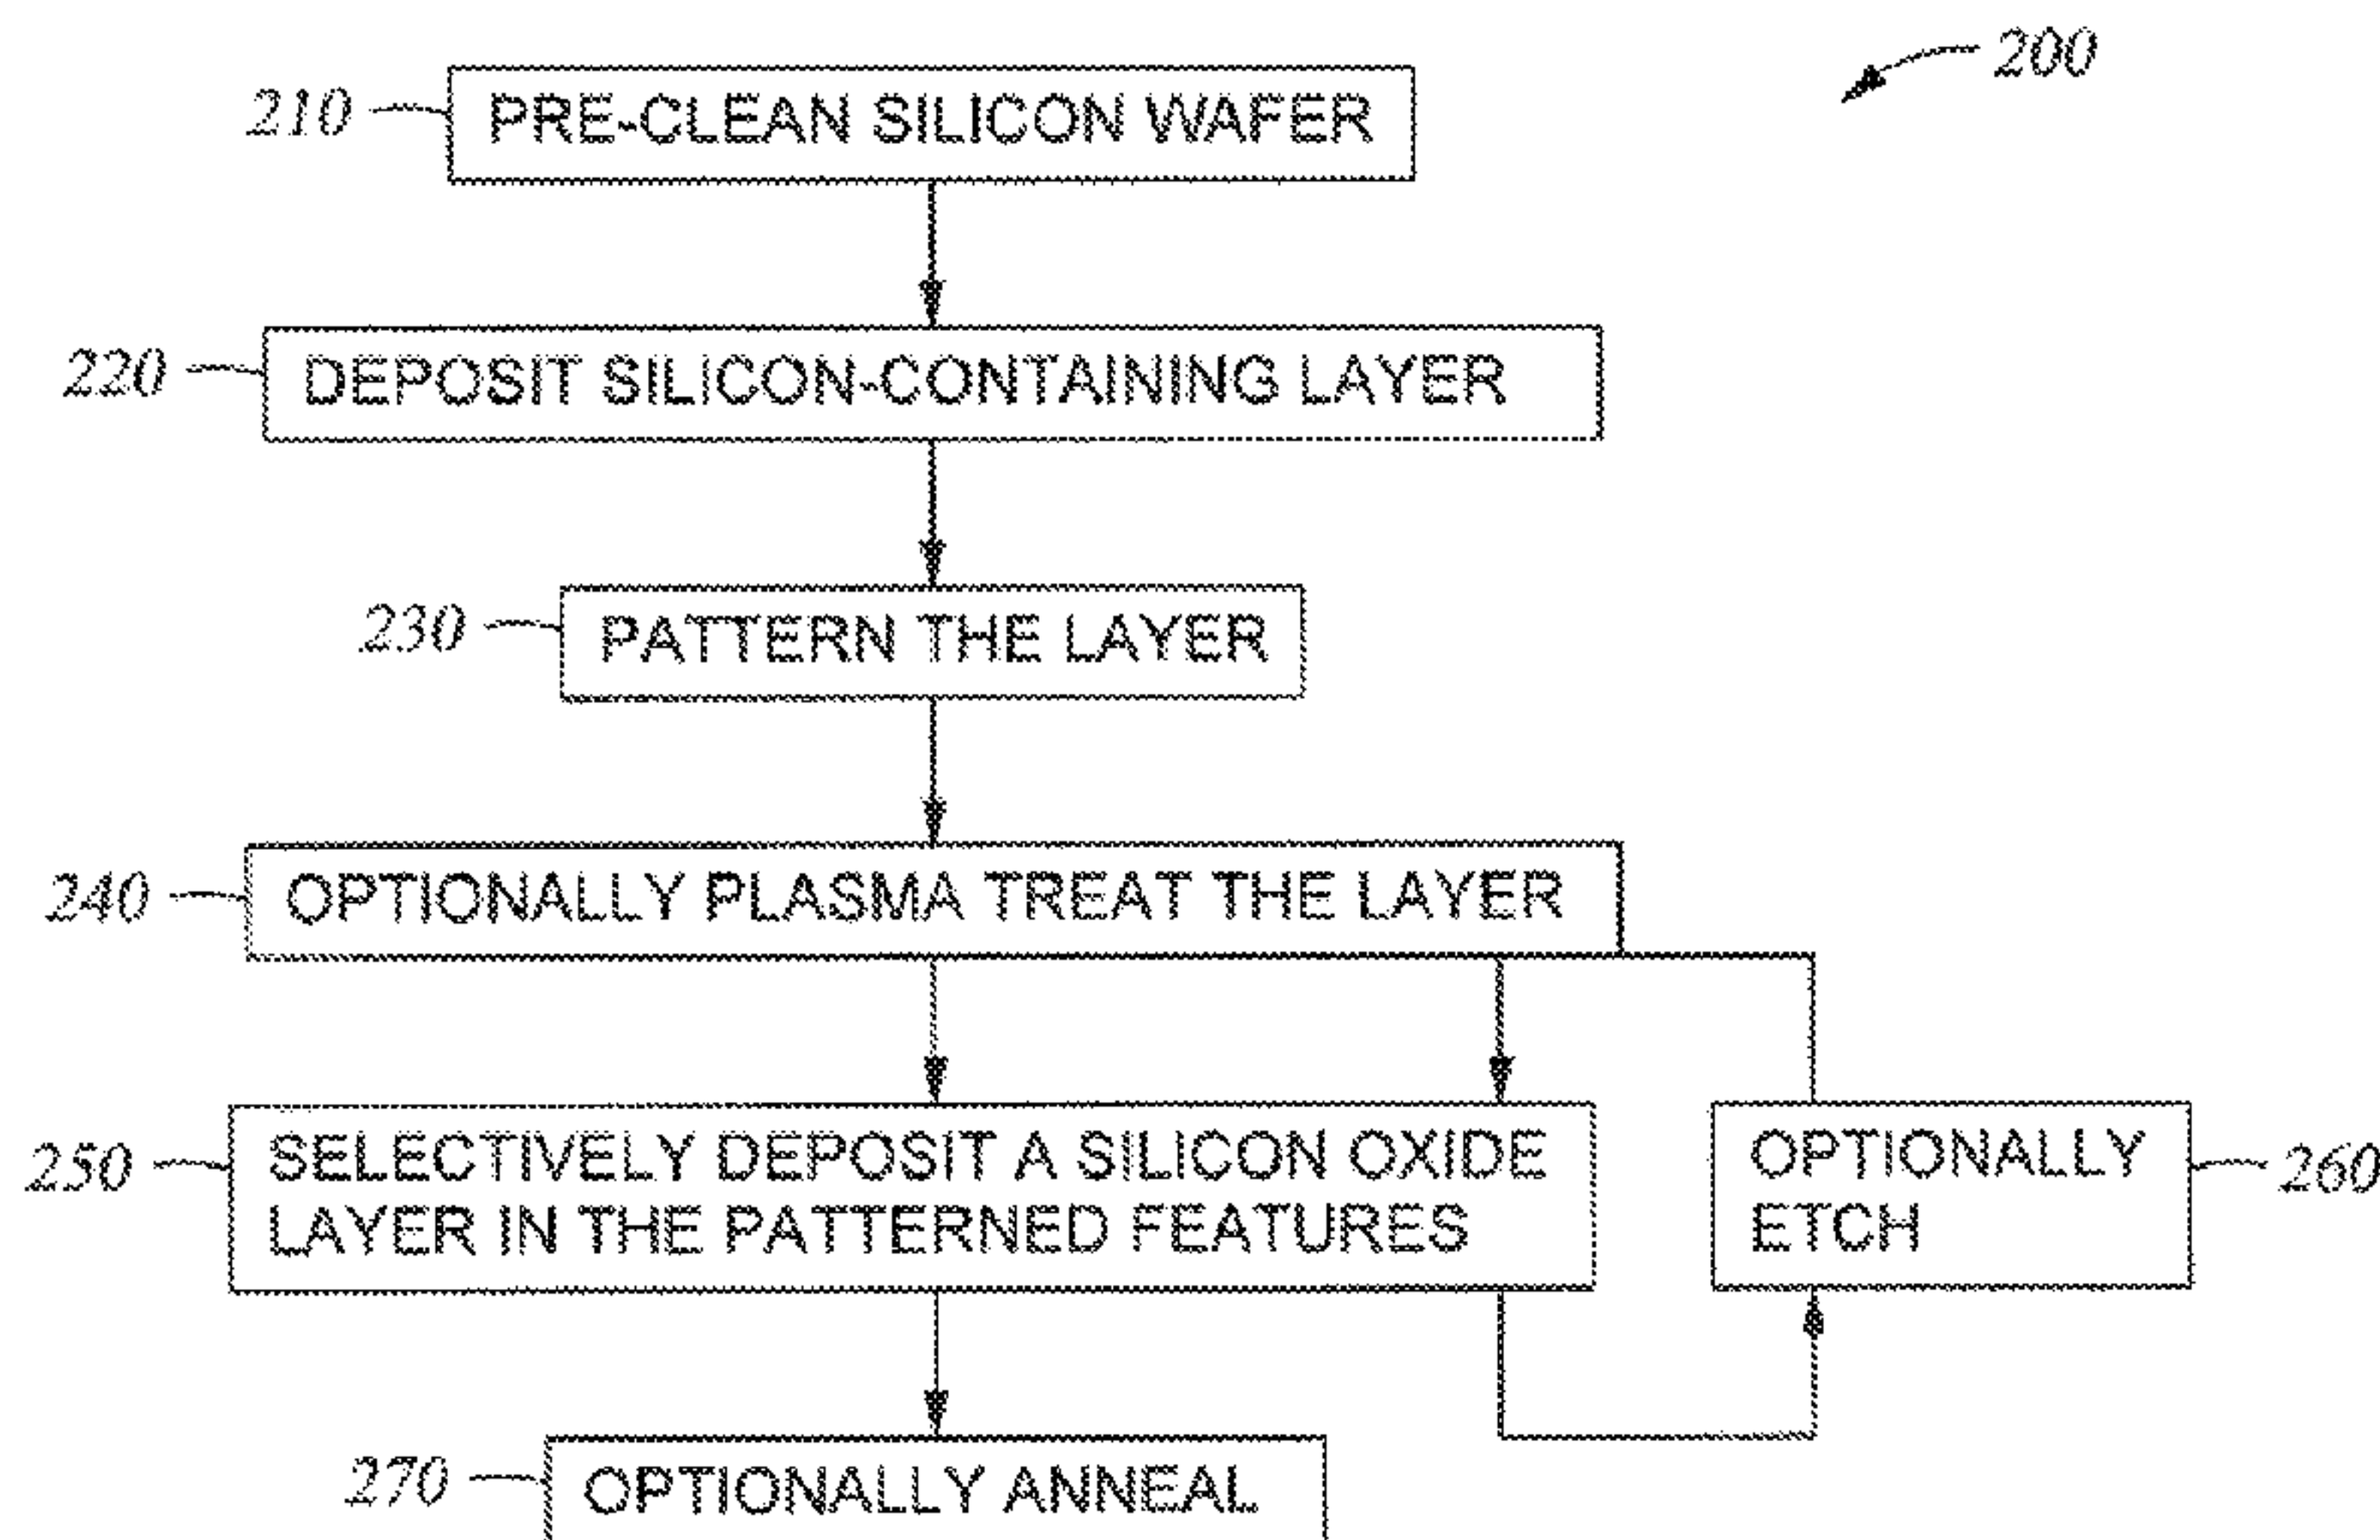 200
210 PRE-CLEAN SILICON WAFER
220 DEPOSIT SILICON-CONTAINING LAYER
230 PATTERN THE LAYER
240 OPTIONALLY PLASMA TREAT THE LAYER
250 SELECTIVELY DEPOSIT A SILICON OXIDE
LAYER IN THE PATTERNED FEATURES
OPTIONALLY 260
ETCH
270 OPTIONALLY ANNEAL